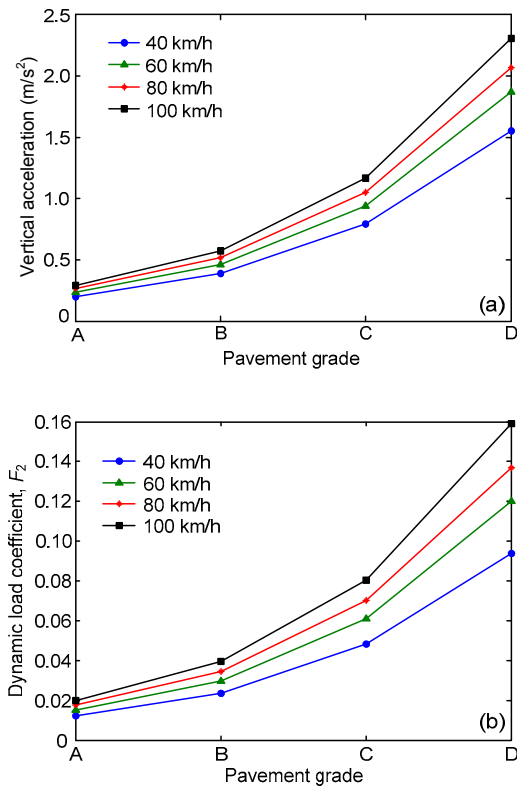 2.5
2.0
1.5
1.0
0.5
0
Vertical acceleration (m/s²)
40 km/h
60 km/h
80 km/h
100 km/h
(a)
A B C D
Pavement grade
0.16
0.14
0.12
0.10
0.08
0.06
0.04
0.02
0
Dynamic load coefficient, F₂
40 km/h
60 km/h
80 km/h
100 km/h
(b)
A B C D
Pavement grade